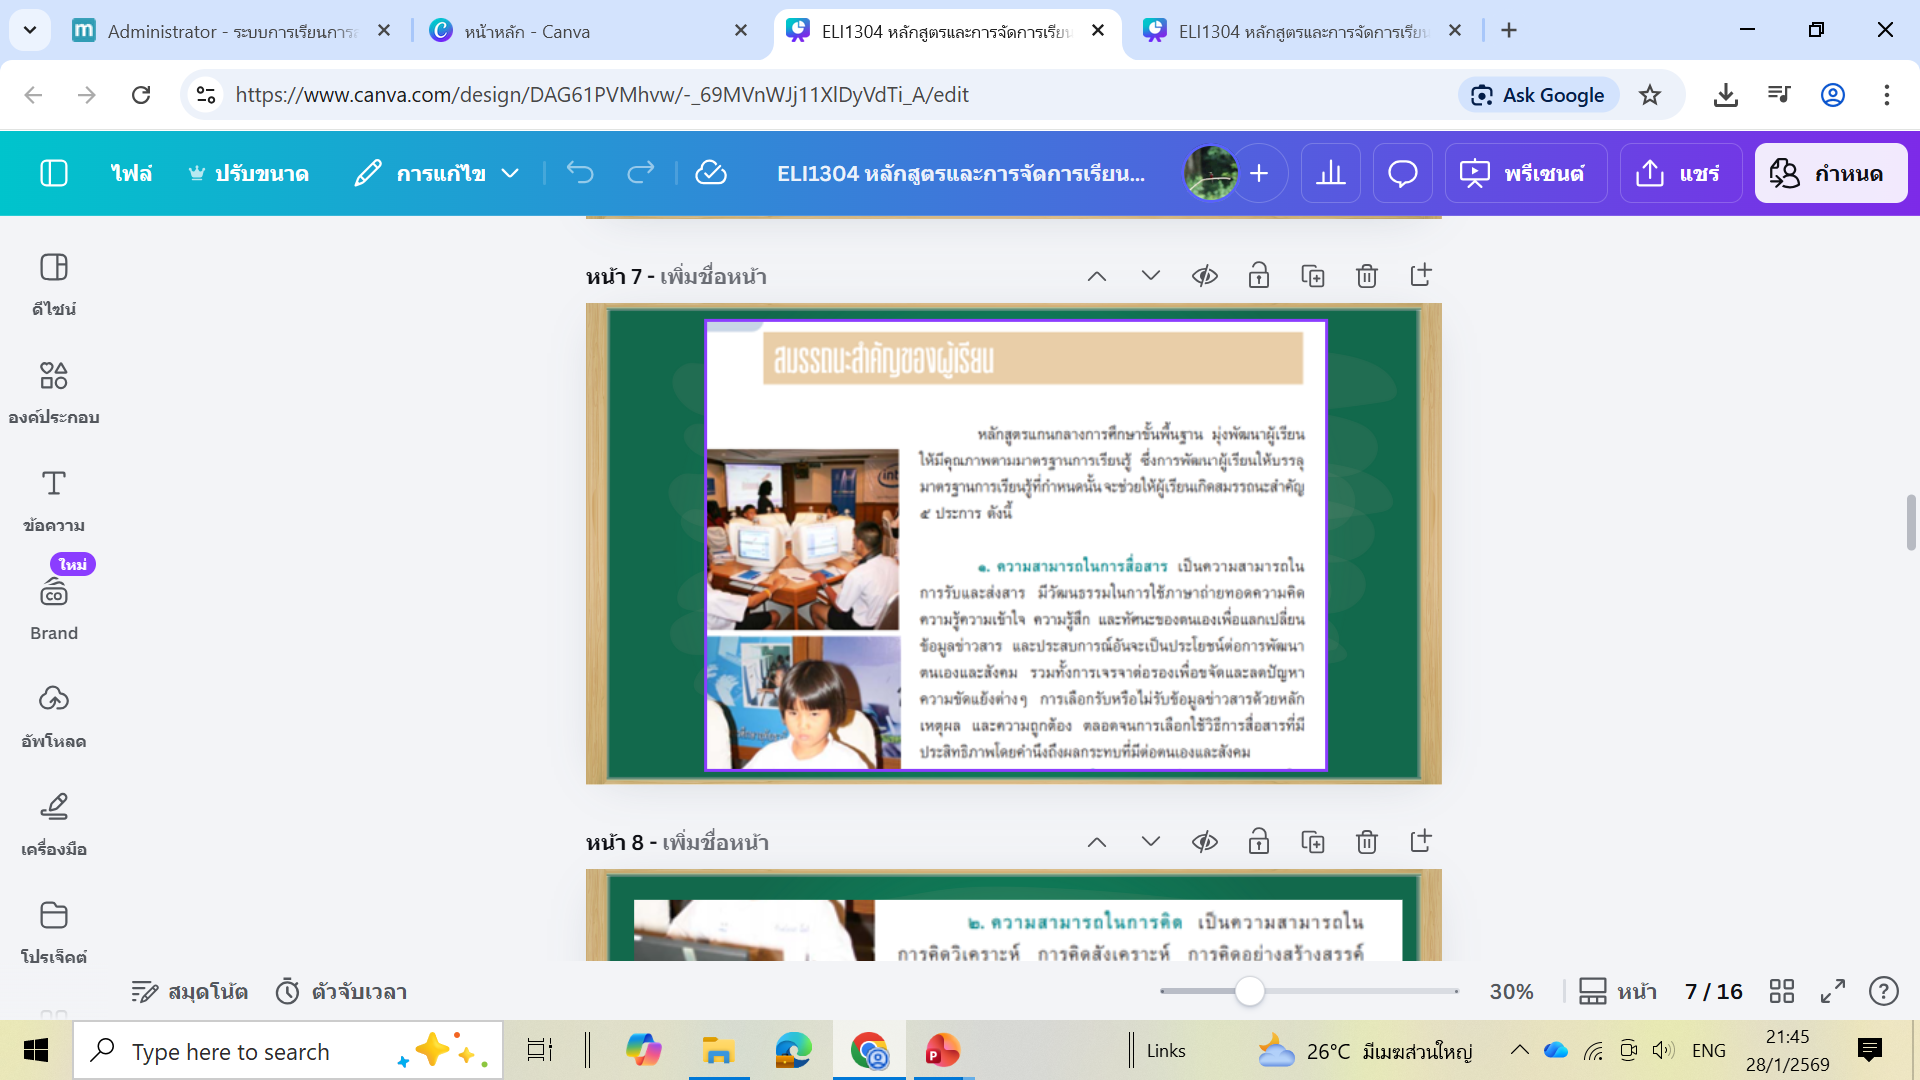 Administrator - ระบบการเรียนการส
หน้าหลัก - Canva
ELI1304 หลักสูตรและการจัดการเรียน
ELI1304 หลักสูตรและการจัดการเรียน
https://www.canva.com/design/DAG61PVMhvw/-_69MVnWJj11XlDyVdTi_A/edit
Ask Google
ไฟล์
ปรับขนาด
การแก้ไข
ELI1304 หลักสูตรและการจัดการเรียน...
พรีเซนต์
แชร์
กำหนด
ดีไซน์
องค์ประกอบ
ข้อความ
ใหม่
Brand
อัพโหลด
เครื่องมือ
โปรเจ็คต์
หน้า 7 - เพิ่มชื่อหน้า
สมรรถนะสำคัญของผู้เรียน
หลักสูตรแกนกลางการศึกษาขั้นพื้นฐาน มุ่งพัฒนาผู้เรียน
ให้มีคุณภาพตามมาตรฐานการเรียนรู้ ซึ่งการพัฒนาผู้เรียนให้บรรลุ
มาตรฐานการเรียนรู้ที่กำหนดนั้น จะช่วยให้ผู้เรียนเกิดสมรรถนะสำคัญ
๕ ประการ ดังนี้
๑. ความสามารถในการสื่อสาร เป็นความสามารถใน
การรับและส่งสาร มีวัฒนธรรมในการใช้ภาษาถ่ายทอดความคิด
ความรู้ความเข้าใจ ความรู้สึก และทัศนะของตนเองเพื่อแลกเปลี่ยน
ข้อมูลข่าวสาร และประสบการณ์อันจะเป็นประโยชน์ต่อการพัฒนา
ตนเองและสังคม รวมทั้งการเจรจาต่อรองเพื่อขจัดและลดปัญหา
ความขัดแย้งต่างๆ การเลือกรับหรือไม่รับข้อมูลข่าวสารด้วยหลัก
เหตุผล และความถูกต้อง ตลอดจนการเลือกใช้วิธีการสื่อสารที่มี
ประสิทธิภาพโดยคำนึงถึงผลกระทบที่มีต่อตนเองและสังคม
หน้า 8 - เพิ่มชื่อหน้า
๒. ความสามารถในการคิด เป็นความสามารถใน
การคิดวิเคราะห์ การคิดสังเคราะห์ การคิดอย่างสร้างสรรค์
สมุดโน้ต
ตัวจับเวลา
30%
หน้า
7 / 16
Type here to search
Links
26°C มีเมฆส่วนใหญ่
ENG
21:45
28/1/2569